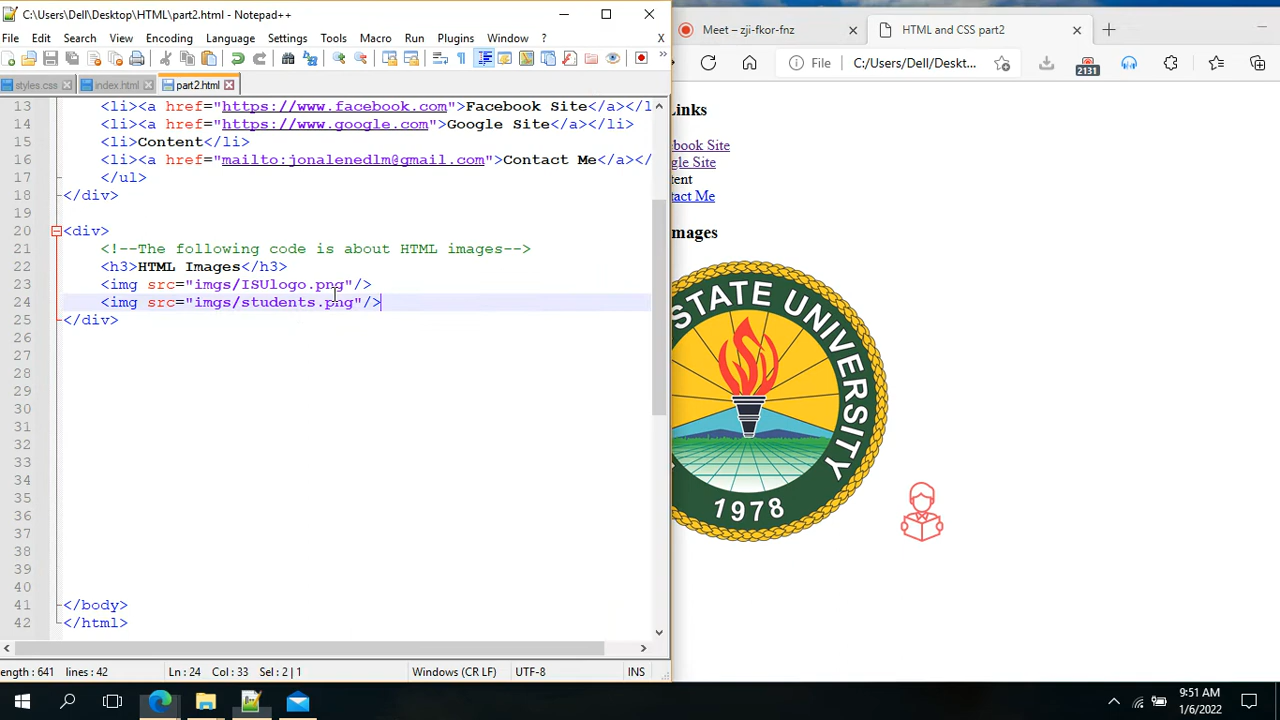 C:\Users\Dell\Desktop\HTML\part2.html - Notepad++
File Edit Search View Encoding Language Settings Tools Macro Run Plugins Window ? X
styles.css index.html part2.html
13 <li><a href="https://www.facebook.com">Facebook Site</a></l
14 <li><a href="https://www.google.com">Google Site</a></li>
15 <li>Content</li>
16 <li><a href="mailto:jonalenedlm@gmail.com">Contact Me</a></
17 </ul>
18 </div>
19
20 <div>
21 <!--The following code is about HTML images-->
22 <h3>HTML Images</h3>
23 <img src="imgs/ISUlogo.png"/>
24 <img src="imgs/students.png"/>
25 </div>
26
27
28
29
30
31
32
33
34
35
36
37
38
39
40
41 </body>
42 </html>
ength : 641 lines : 42 Ln : 24 Col : 33 Sel : 2 | 1 Windows (CR LF) UTF-8 INS
Meet – zji-fkor-fnz HTML and CSS part2
File C:/Users/Dell/Deskt... 2131
Links
ebook Site
gle Site
tent
tact Me
mages
STATE UNIVERSITY
1978
9:51 AM
1/6/2022